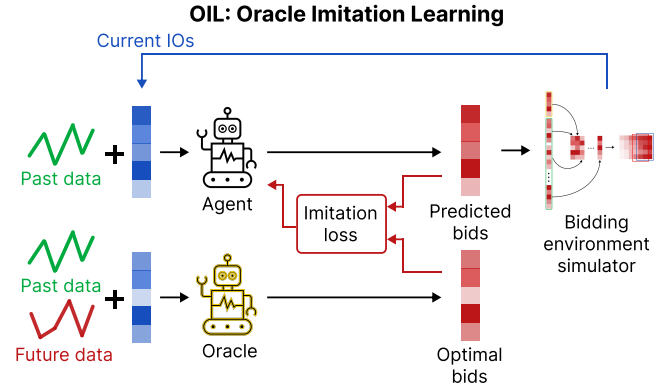 OIL: Oracle Imitation Learning
Current IOs
Past data
Agent
Imitation
loss
Predicted
bids
Bidding
environment
simulator
Past data
Future data
Oracle
Optimal
bids